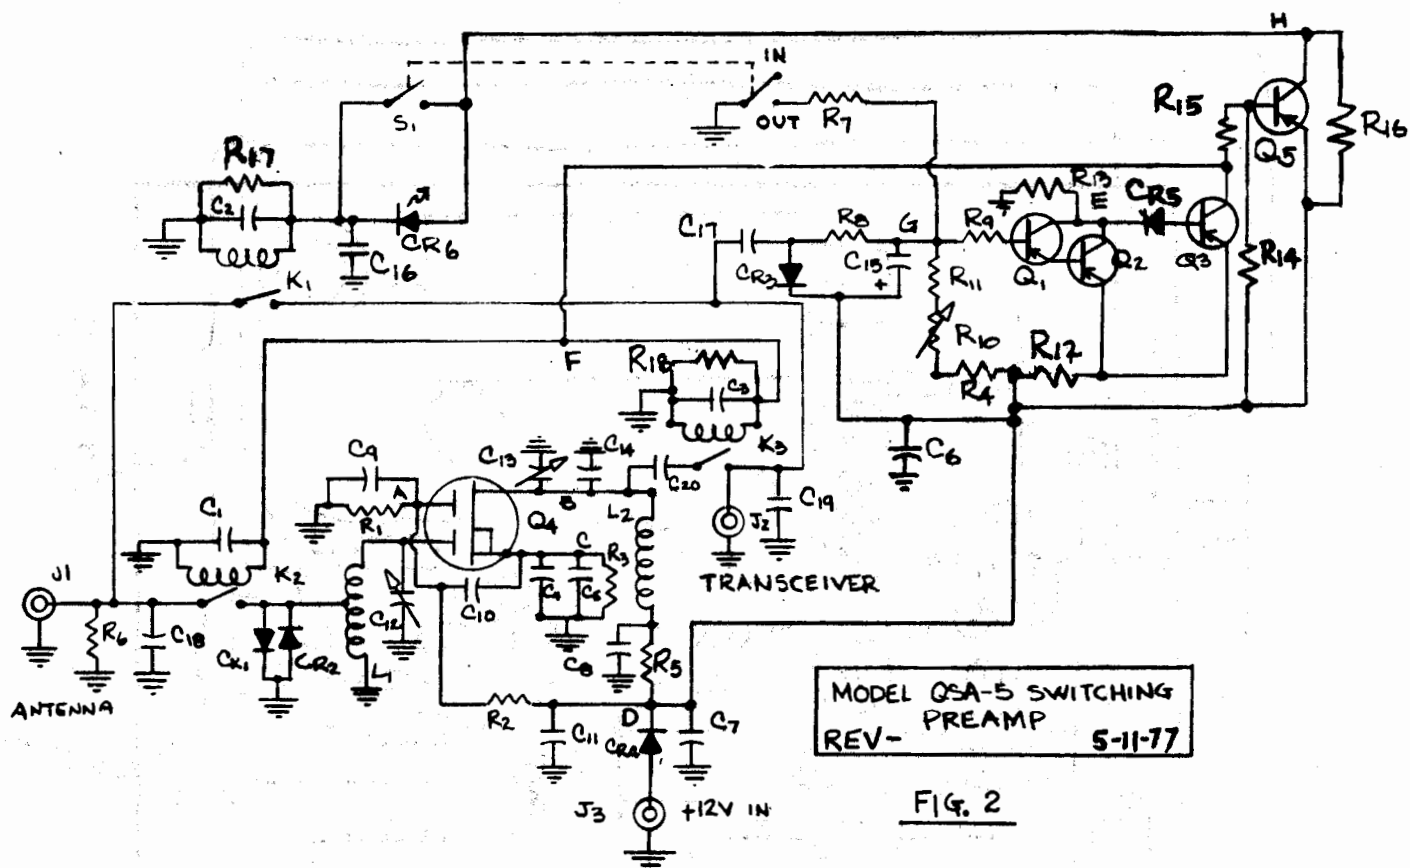 H
IN
S1
OUT
R7
R15
Q5
R16
R17
C2
CR6
C16
K1
R13
E
CR5
C17
R8
G
R9
CR3
C15
+
R11
Q1
Q2
Q3
R14
R10
R12
R4
F
R18
C3
K3
C6
C9
C13
C14
C20
A
B
R1
Q4
L2
J2
C19
C1
C
R3
TRANSCEIVER
J1
K2
C4
C5
C10
C12
R6
C18
CR1
CR2
L1
C8
R5
ANTENNA
R2
C11
D
CR4
C7
J3
+12V IN
MODEL QSA-5 SWITCHING
PREAMP
REV- 5-11-77
FIG. 2